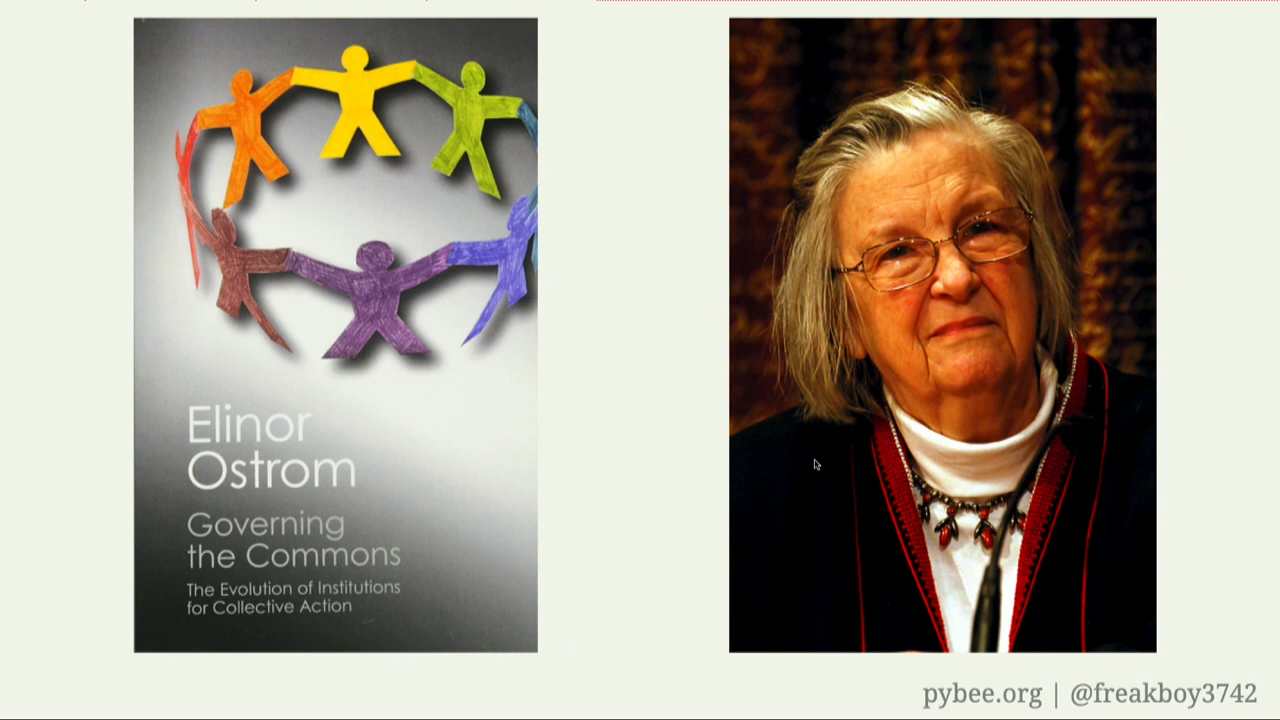 Elinor
Ostrom
Governing
the Commons
The Evolution of Institutions
for Collective Action
pybee.org | @freakboy3742